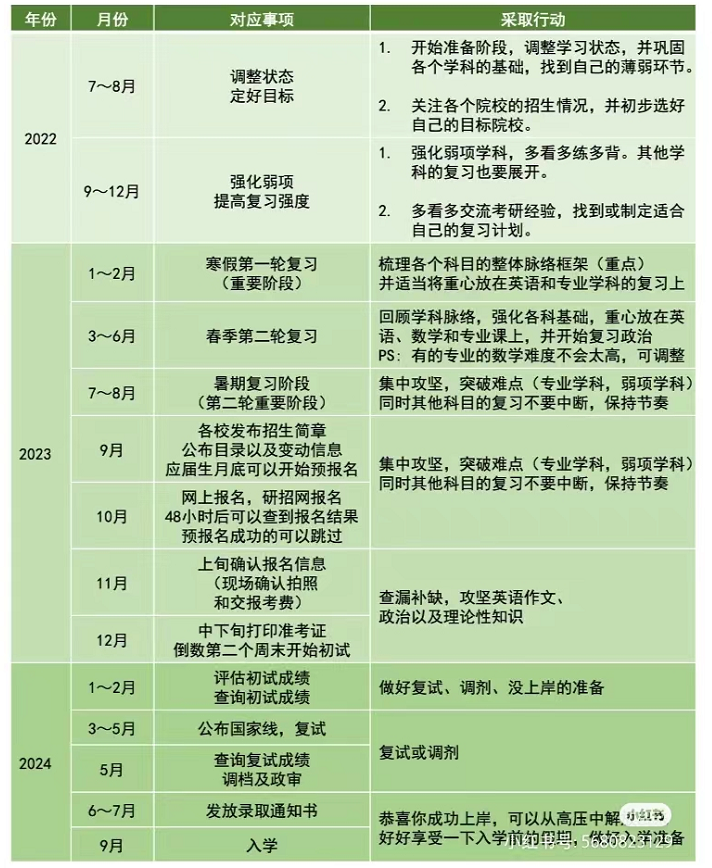 年份 月份 对应事项 采取行动
2022
7～8月
调整状态
定好目标
1. 开始准备阶段，调整学习状态，并巩固
各个学科的基础，找到自己的薄弱环节。
2. 关注各个院校的招生情况，并初步选好
自己的目标院校。
9～12月
强化弱项
提高复习强度
1. 强化弱项学科，多看多练多背。其他学
科的复习也要展开。
2. 多看多交流考研经验，找到或制定适合
自己的复习计划。
2023
1～2月
寒假第一轮复习
（重要阶段）
梳理各个科目的整体脉络框架（重点）
并适当将重心放在英语和专业学科的复习上
3～6月
春季第二轮复习
回顾学科脉络，强化各科基础，重心放在英
语、数学和专业课上，并开始复习政治
PS: 有的专业的数学难度不会太高，可调整
7～8月
暑期复习阶段
（第二轮重要阶段）
集中攻坚，突破难点（专业学科，弱项学科）
同时其他科目的复习不要中断，保持节奏
9月
各校发布招生简章
公布目录以及变动信息
应届生月底可以开始预报名
集中攻坚，突破难点（专业学科，弱项学科）
同时其他科目的复习不要中断，保持节奏
10月
网上报名，研招网报名
48小时后可以查到报名结果
预报名成功的可以跳过
11月
上旬确认报名信息
（现场确认拍照
和交报考费）
查漏补缺，攻坚英语作文、
政治以及理论性知识
12月
中下旬打印准考证
倒数第二个周末开始初试
2024
1～2月
评估初试成绩
查询初试成绩
做好复试、调剂、没上岸的准备
3～5月
公布国家线，复试
复试或调剂
5月
查询复试成绩
调档及政审
6～7月
发放录取通知书
恭喜你成功上岸，可以从高压中解
好好享受一下入学前的假期，做好入学准备
9月
入学
小红书
小红书号: 5680823129